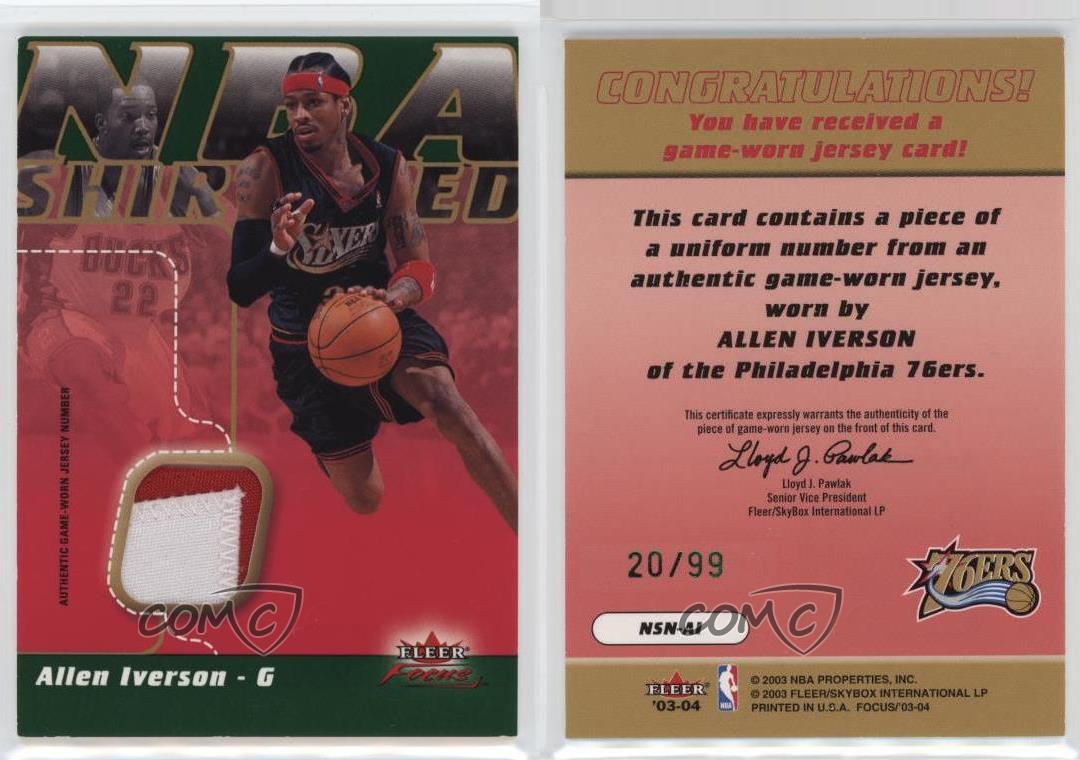 NBA
SHIRTIFIED
SIXERS
BUCKS
22
AUTHENTIC GAME-WORN JERSEY NUMBER
COMC
FLEER
Focus
Allen Iverson - G
CONGRATULATIONS!
You have received a
game-worn jersey card!
This card contains a piece of
a uniform number from an
authentic game-worn jersey,
worn by
ALLEN IVERSON
of the Philadelphia 76ers.
This certificate expressly warrants the authenticity of the
piece of game-worn jersey on the front of this card.
Lloyd J. Pawlak
Lloyd J. Pawlak
Senior Vice President
Fleer/SkyBox International LP
20/99
76ERS
NSN-AI
COMC
FLEER
'03-04
NBA
© 2003 NBA PROPERTIES, INC.
© 2003 FLEER/SKYBOX INTERNATIONAL LP
PRINTED IN U.S.A. FOCUS/'03-04